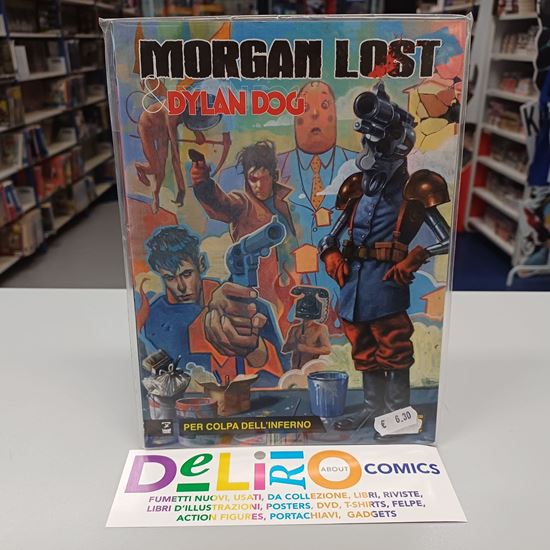 MORGAN LOST
& DYLAN DOG
PER COLPA DELL'INFERNO
€ 6.30
DeLiRiO ABOUT COMICS
FUMETTI NUOVI, USATI, DA COLLEZIONE, LIBRI, RIVISTE,
LIBRI D'ILLUSTRAZIONI, POSTERS, DVD, T-SHIRTS, FELPE,
ACTION FIGURES, PORTACHIAVI, GADGETS